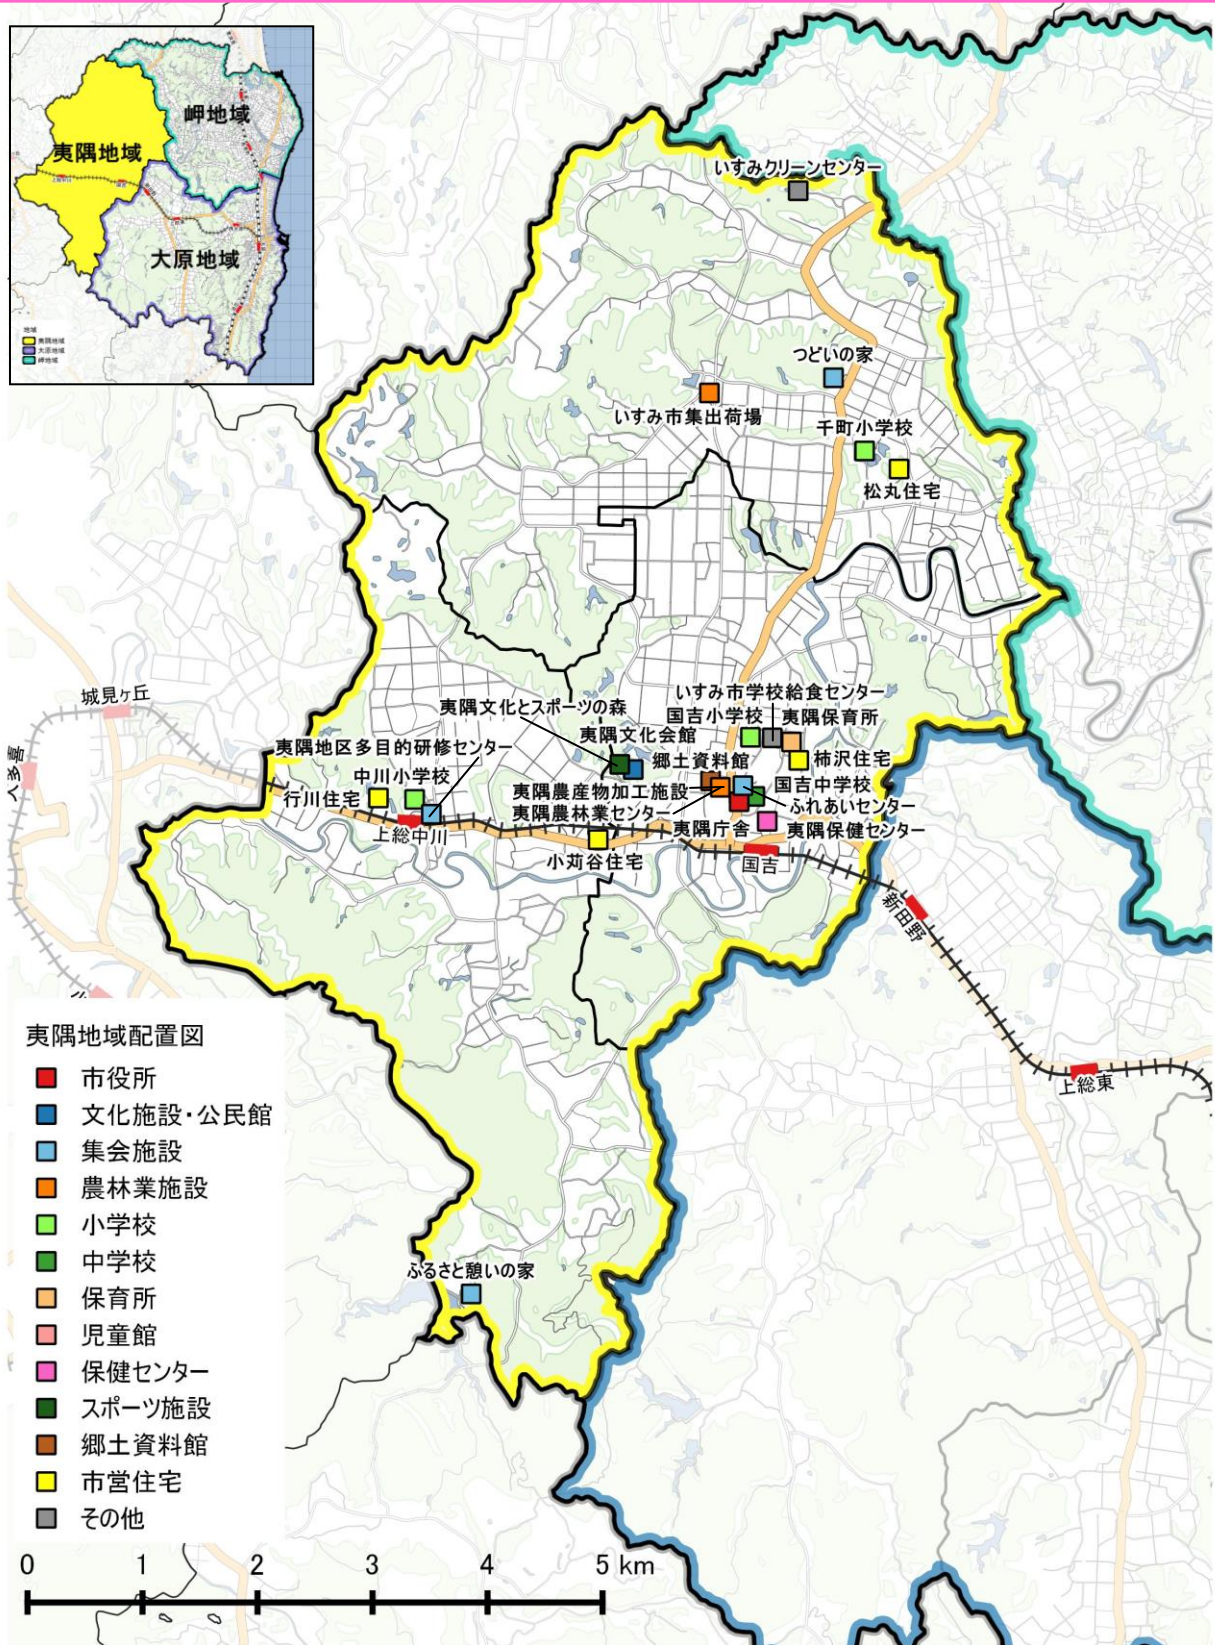 岬地域
夷隅地域
大原地域
地域
夷隅地域
大原地域
岬地域
いすみクリーンセンター
つどいの家
いすみ市集出荷場
千町小学校
松丸住宅
城見ヶ丘
いすみ市学校給食センター
夷隅文化とスポーツの森
国吉小学校
夷隅保育所
夷隅文化会館
夷隅地区多目的研修センター
郷土資料館
柿沢住宅
中川小学校
国吉中学校
行川住宅
夷隅農産物加工施設
ふれあいセンター
夷隅農林業センター
夷隅庁舎
夷隅保健センター
上総中川
小苅谷住宅
国吉
新田野
上総東
ふるさと憩いの家
夷隅地域配置図
市役所
文化施設・公民館
集会施設
農林業施設
小学校
中学校
保育所
児童館
保健センター
スポーツ施設
郷土資料館
市営住宅
その他
0 1 2 3 4 5 km